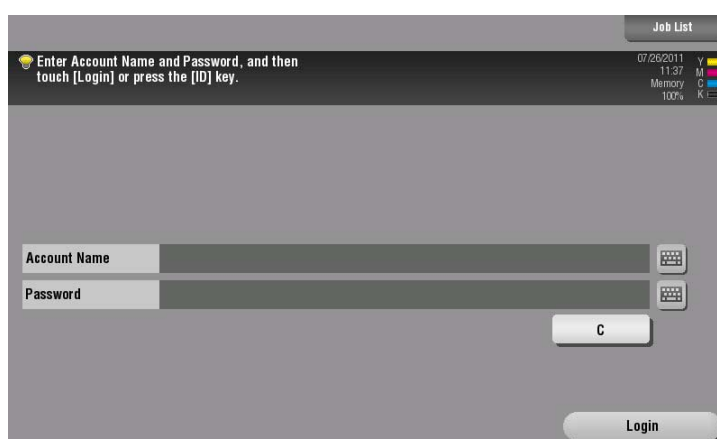 Job List
Enter Account Name and Password, and then
touch [Login] or press the [ID] key.
07/26/2011
11:37
Memory
100%
Y
M
C
K
Account Name
Password
C
Login